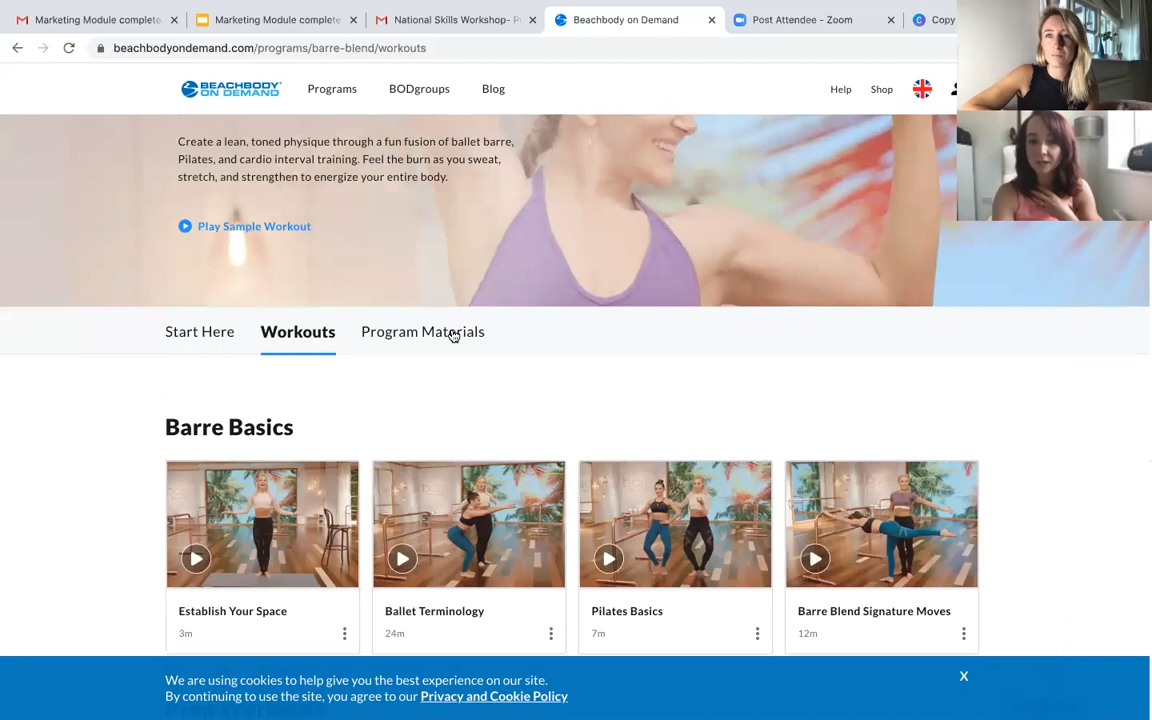 Marketing Module complete
Marketing Module complete
National Skills Workshop- P
Beachbody on Demand
Post Attendee - Zoom
Copy
beachbodyondemand.com/programs/barre-blend/workouts
BEACHBODY
ON DEMAND
Programs
BODgroups
Blog
Help
Shop
Create a lean, toned physique through a fun fusion of ballet barre,
Pilates, and cardio interval training. Feel the burn as you sweat,
stretch, and strengthen to energize your entire body.
Play Sample Workout
Start Here
Workouts
Program Materials
Barre Basics
Establish Your Space
3m
Ballet Terminology
24m
Pilates Basics
7m
Barre Blend Signature Moves
12m
We are using cookies to help give you the best experience on our site.
By continuing to use the site, you agree to our Privacy and Cookie Policy
X